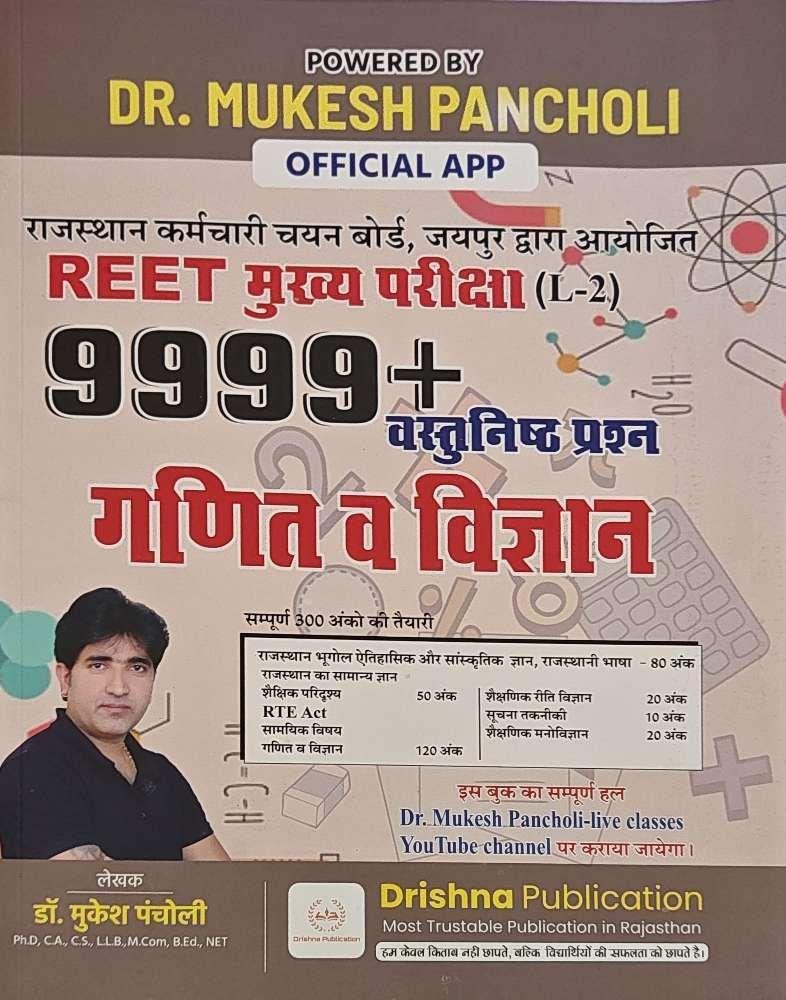 POWERED BY
DR. MUKESH PANCHOLI
OFFICIAL APP
राजस्थान कर्मचारी चयन बोर्ड, जयपुर द्वारा आयोजित
REET मुख्य परीक्षा (L-2)
9999+
वस्तुनिष्ठ प्रश्न
गणित व विज्ञान
H₂O
सम्पूर्ण 300 अंको की तैयारी
राजस्थान भूगोल ऐतिहासिक और सांस्कृतिक ज्ञान, राजस्थानी भाषा - 80 अंक
राजस्थान का सामान्य ज्ञान
शैक्षिक परिदृश्य 50 अंक
RTE Act
सामयिक विषय
गणित व विज्ञान 120 अंक
शैक्षणिक रीति विज्ञान 20 अंक
सूचना तकनीकी 10 अंक
शैक्षणिक मनोविज्ञान 20 अंक
इस बुक का सम्पूर्ण हल
Dr. Mukesh Pancholi-live classes
YouTube channel पर कराया जायेगा।
लेखक
डॉ. मुकेश पंचोली
Ph.D, C.A., C.S., L.L.B, M.Com, B.Ed., NET
Drishna Publication
Drishna Publication
Most Trustable Publication in Rajasthan
हम केवल किताब नही छापते, बल्कि विद्यार्थियों की सफलता को छापते है।